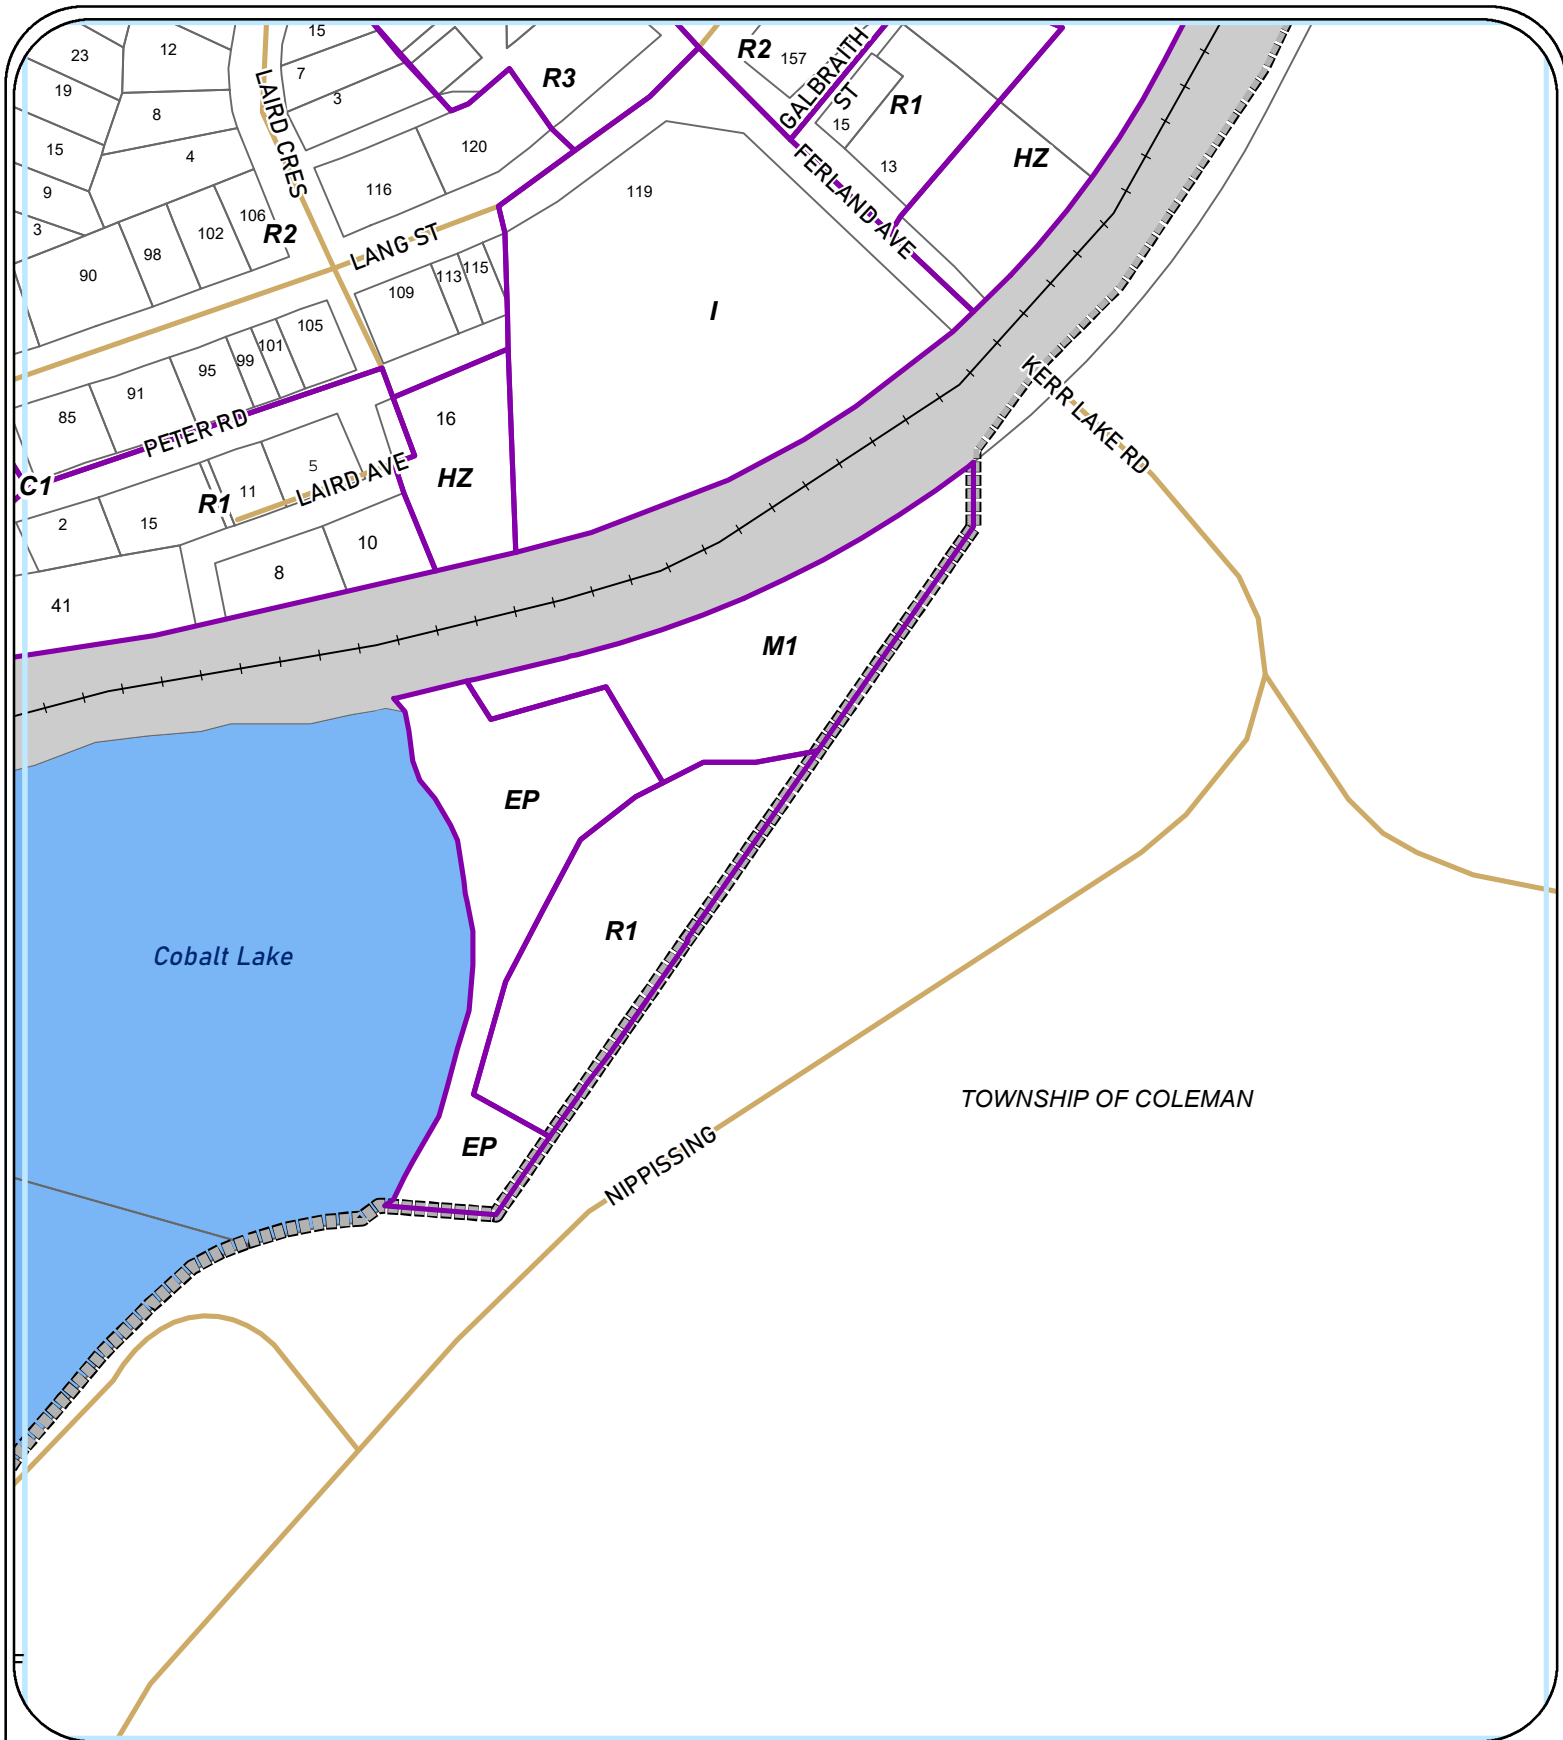 15
23
12
R2
157
GALBRAITH
ST
7
R3
19
3
R1
8
LAIRD CRES
15
15
120
4
FERLAND AVE
HZ
13
9
116
119
106
3
R2
102
LANG ST
98
90
113
115
109
I
105
101
99
95
91
85
KERR LAKE RD
16
PETER RD
5
LAIRD AVE
HZ
C1
11
R1
2
15
10
8
41
M1
EP
R1
Cobalt Lake
TOWNSHIP OF COLEMAN
EP
NIPPISSING